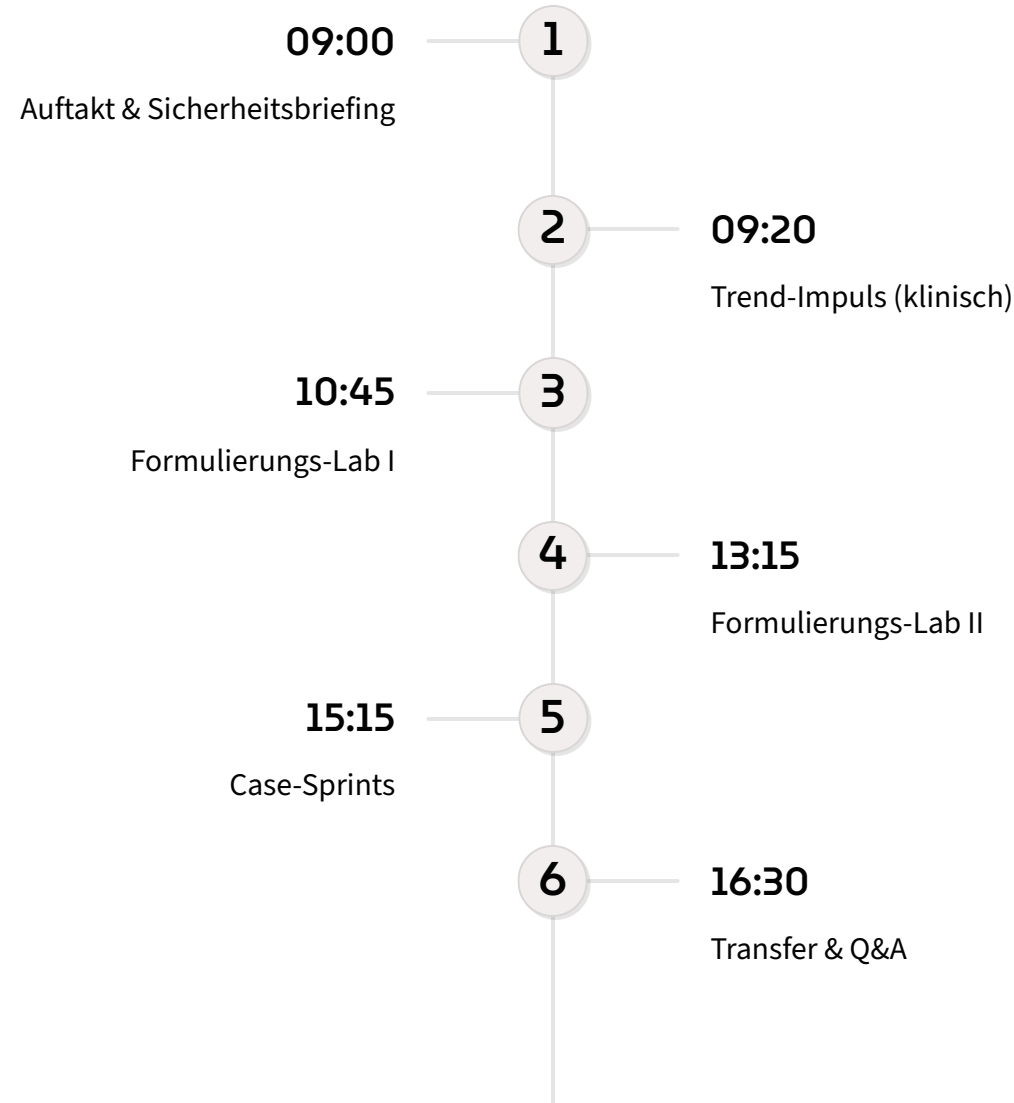 1
09:00
Auftakt & Sicherheitsbriefing
2
09:20
Trend-Impuls (klinisch)
3
10:45
Formulierungs-Lab I
4
13:15
Formulierungs-Lab II
5
15:15
Case-Sprints
6
16:30
Transfer & Q&A